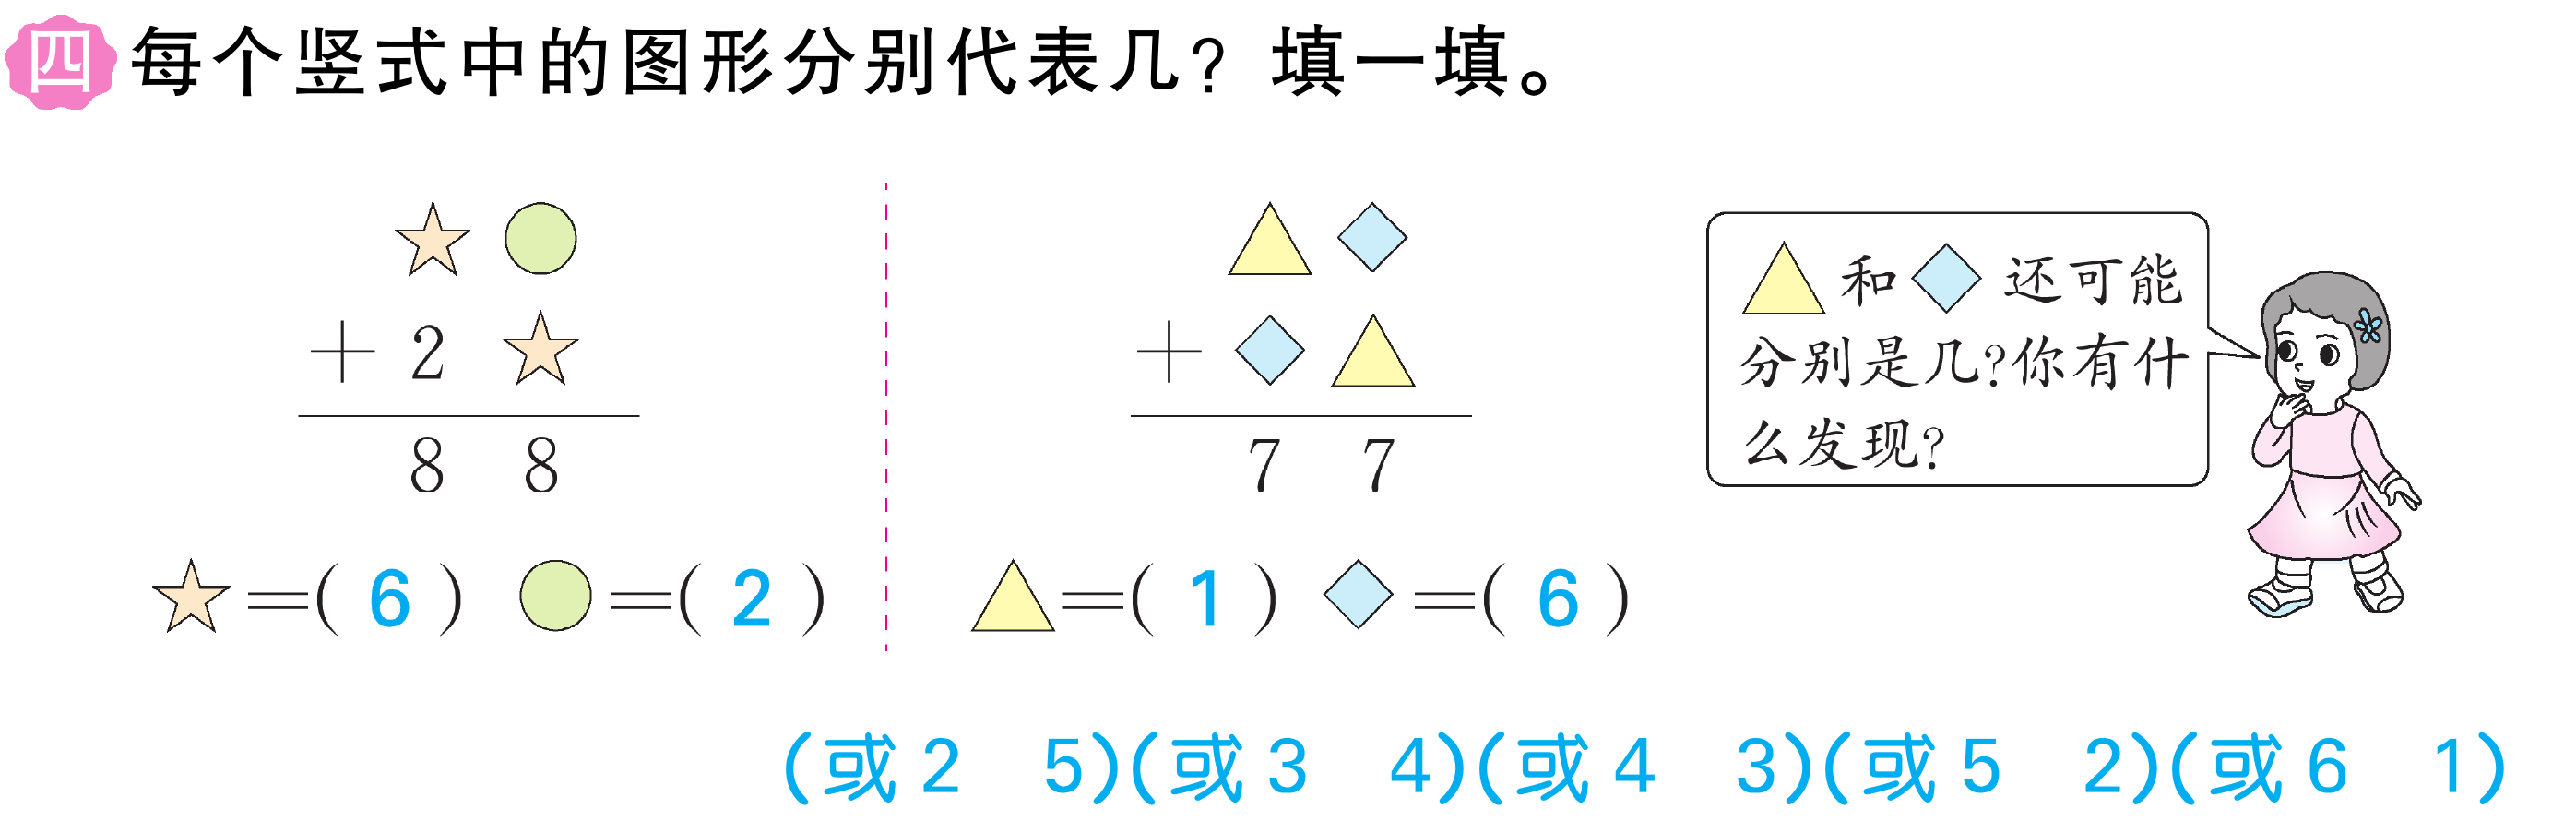 四 每个竖式中的图形分别代表几？填一填。
+ 2
8 8
=( 6 ) =( 2 )
+
7 7
=( 1 ) =( 6 )
和 还可能
分别是几？你有什
么发现？
(或 2 5)(或 3 4)(或 4 3)(或 5 2)(或 6 1)